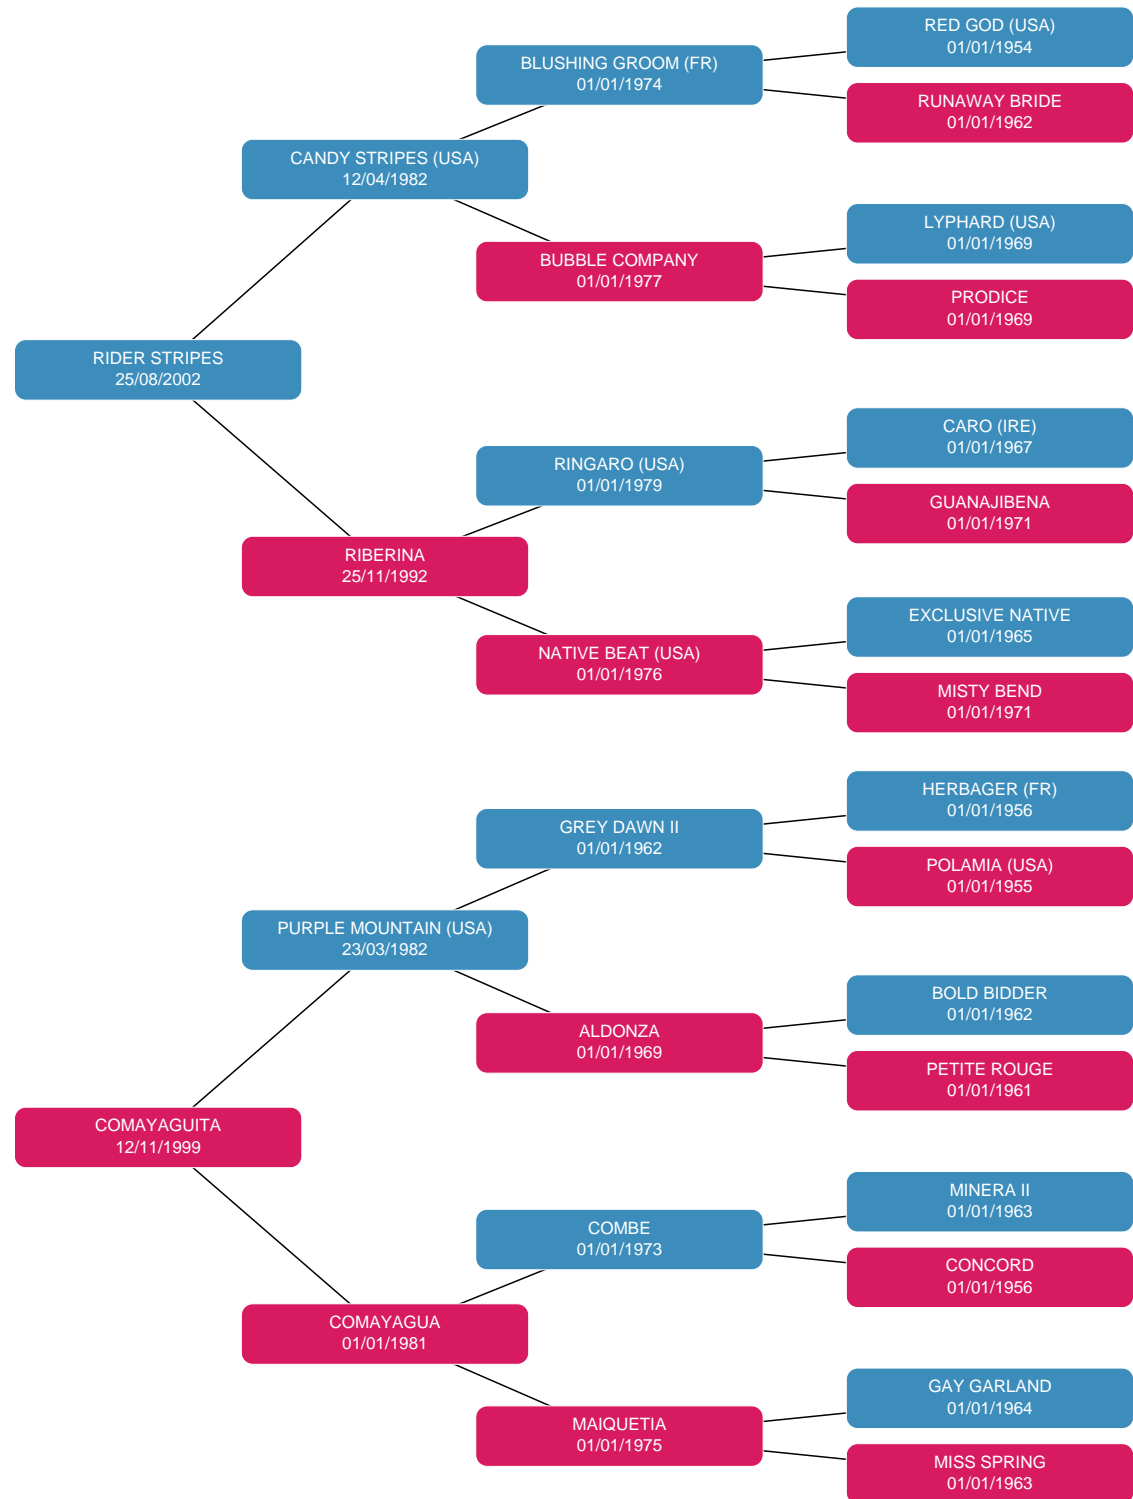 RED GOD (USA)
01/01/1954
BLUSHING GROOM (FR)
01/01/1974
RUNAWAY BRIDE
01/01/1962
CANDY STRIPES (USA)
12/04/1982
LYPHARD (USA)
01/01/1969
BUBBLE COMPANY
01/01/1977
PRODICE
01/01/1969
RIDER STRIPES
25/08/2002
CARO (IRE)
01/01/1967
RINGARO (USA)
01/01/1979
GUANAJIBENA
01/01/1971
RIBERINA
25/11/1992
EXCLUSIVE NATIVE
01/01/1965
NATIVE BEAT (USA)
01/01/1976
MISTY BEND
01/01/1971
HERBAGER (FR)
01/01/1956
GREY DAWN II
01/01/1962
POLAMIA (USA)
01/01/1955
PURPLE MOUNTAIN (USA)
23/03/1982
BOLD BIDDER
01/01/1962
ALDONZA
01/01/1969
PETITE ROUGE
01/01/1961
COMAYAGUITA
12/11/1999
MINERA II
01/01/1963
COMBE
01/01/1973
CONCORD
01/01/1956
COMAYAGUA
01/01/1981
GAY GARLAND
01/01/1964
MAIQUETIA
01/01/1975
MISS SPRING
01/01/1963